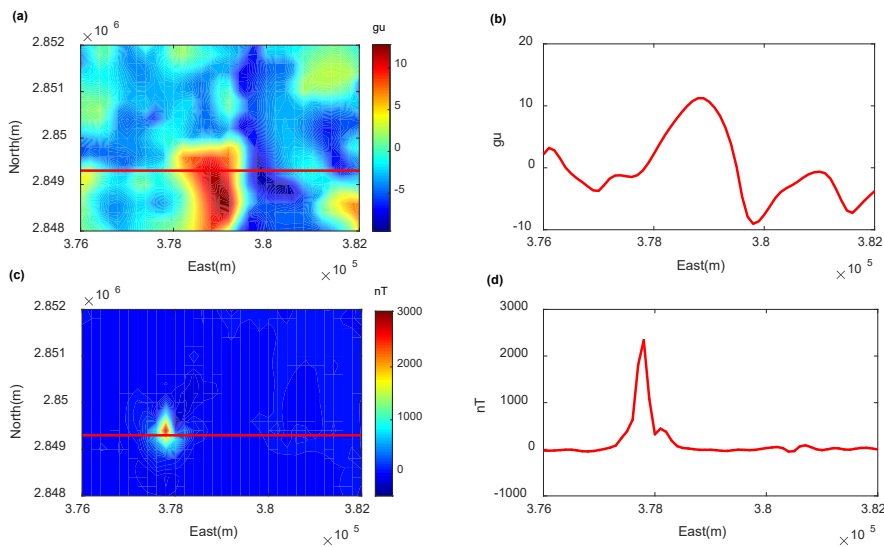 (a)
× 10 6
gu
2.852
2.851
2.85
2.849
2.848
North(m)
10
5
0
-5
3.76
3.78
3.8
3.82
East(m)
× 10 5
(b)
20
10
0
-10
gu
3.76
3.78
3.8
3.82
East(m)
× 10 5
(c)
× 10 6
nT
2.852
2.851
2.85
2.849
2.848
North(m)
3000
2000
1000
0
3.76
3.78
3.8
3.82
East(m)
× 10 5
(d)
3000
2000
1000
0
-1000
nT
3.76
3.78
3.8
3.82
East(m)
× 10 5